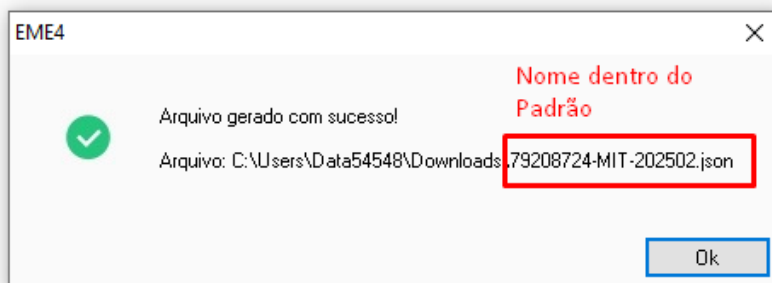 EME4
Nome dentro do
Padrão
Arquivo gerado com sucesso!
Arquivo: C:\Users\Data54548\Downloads\79208724-MIT-202502.json
Ok